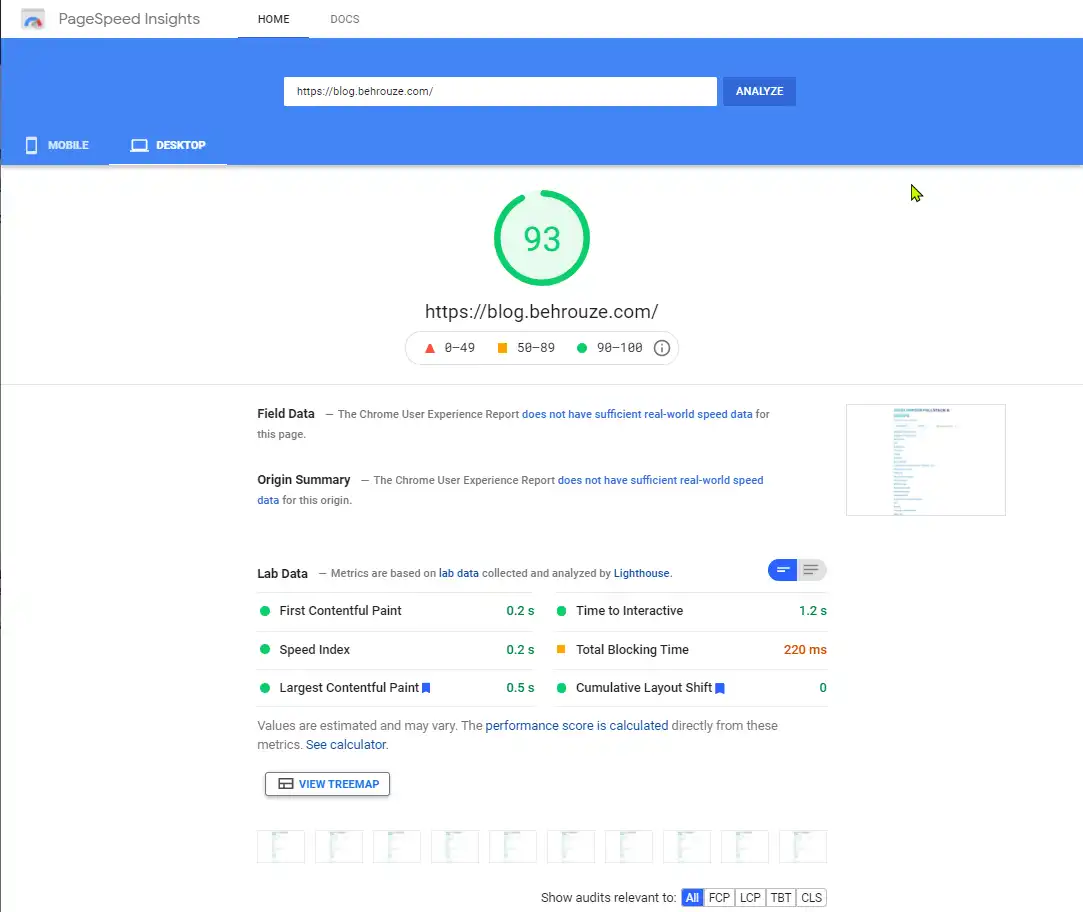 PageSpeed Insights HOME DOCS
https://blog.behrouze.com/ ANALYZE
MOBILE DESKTOP
93
https://blog.behrouze.com/
0–49 50–89 90–100
Field Data — The Chrome User Experience Report does not have sufficient real-world speed data for
this page.
Origin Summary — The Chrome User Experience Report does not have sufficient real-world speed
data for this origin.
Lab Data — Metrics are based on lab data collected and analyzed by Lighthouse.
First Contentful Paint 0.2 s Time to Interactive 1.2 s
Speed Index 0.2 s Total Blocking Time 220 ms
Largest Contentful Paint 0.5 s Cumulative Layout Shift 0
Values are estimated and may vary. The performance score is calculated directly from these
metrics. See calculator.
VIEW TREEMAP
Show audits relevant to: All FCP LCP TBT CLS